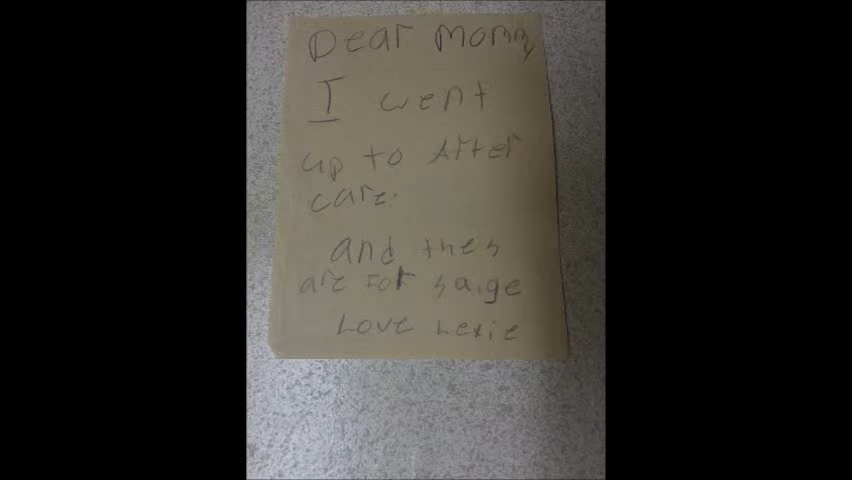 Dear Mommy
I went
up to After
care.
and thes
are For saige
Love Lexie